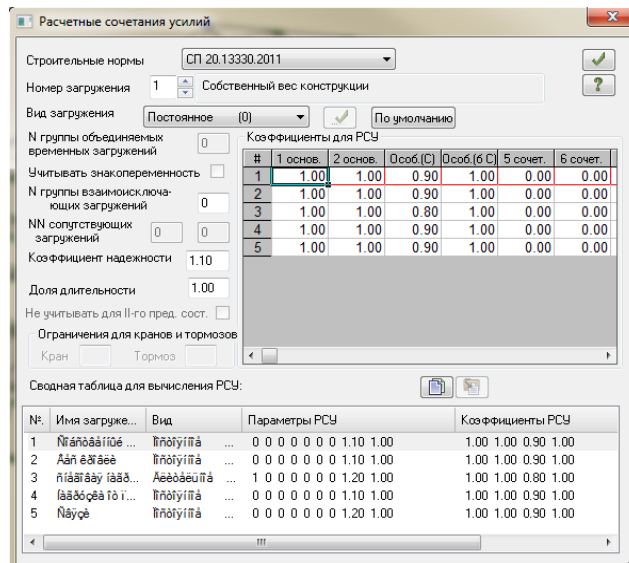 Расчетные сочетания усилий
Строительные нормы СП 20.13330.2011
Номер загружения 1 Собственный вес конструкции
?
Вид загружения Постоянное (0) По умолчанию
N группы объединяемых временных загружений 0
Учитывать знакопеременность
N группы взаимоисключа-
ющих загружений 0
NN сопутствующих загружений 0 0
Коэффициент надежности 1.10
Доля длительности 1.00
Не учитывать для II-го пред. сост.
Ограничения для кранов и тормозов
Кран Тормоз
Коэффициенты для РСУ
# 1 основ. 2 основ. Особ.(С) Особ.(б С) 5 сочет. 6 сочет.
1 1.00 1.00 0.90 1.00 0.00 0.00
2 1.00 1.00 0.90 1.00 0.00 0.00
3 1.00 1.00 0.80 1.00 0.00 0.00
4 1.00 1.00 0.90 1.00 0.00 0.00
5 1.00 1.00 0.90 1.00 0.00 0.00
Сводная таблица для вычисления РСУ:
№. Имя загруже... Вид Параметры РСУ Коэффициенты РСУ
1 Ñîáñòâåííûé ... Ïîñòîÿííîå ... 0 0 0 0 0 0 0 1.10 1.00 1.00 1.00 0.90 1.00
2 Âåñ êðîâëè Ïîñòîÿííîå ... 0 0 0 0 0 0 0 1.10 1.00 1.00 1.00 0.90 1.00
3 ñíåãîâàÿ íàãð... Äëèòåëüíîå ... 1 0 0 0 0 0 0 1.20 1.00 1.00 1.00 0.80 1.00
4 Íàãðóçêà îò ï... Ïîñòîÿííîå ... 0 0 0 0 0 0 0 1.10 1.00 1.00 1.00 0.90 1.00
5 Ñâÿçè Ïîñòîÿííîå ... 0 0 0 0 0 0 0 1.20 1.00 1.00 1.00 0.90 1.00